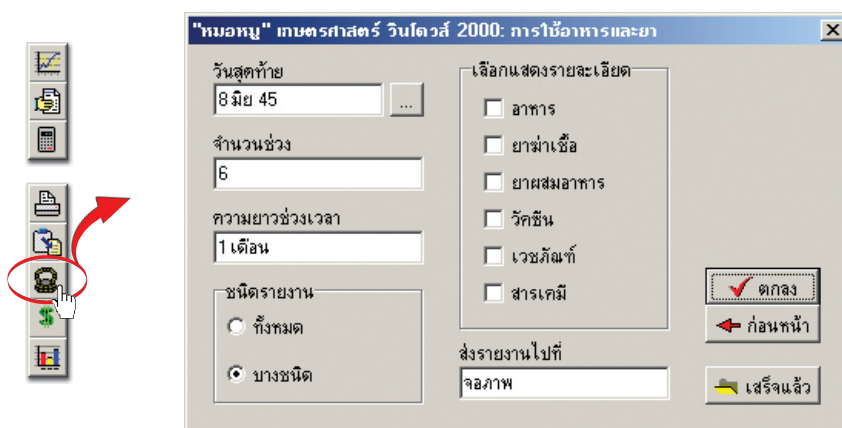 "หมอหมู" เกษตรศาสตร์ วินโดวส์ 2000: การใช้อาหารและยา
วันสุดท้าย
8 มิย 45
...
จำนวนช่วง
6
ความยาวช่วงเวลา
1 เดือน
ชนิดรายงาน
ทั้งหมด
บางชนิด
เลือกแสดงรายละเอียด
อาหาร
ยาฆ่าเชื้อ
ยาผสมอาหาร
วัคซีน
เวชภัณฑ์
สารเคมี
ส่งรายงานไปที่
จอภาพ
ตกลง
ก่อนหน้า
เสร็จแล้ว